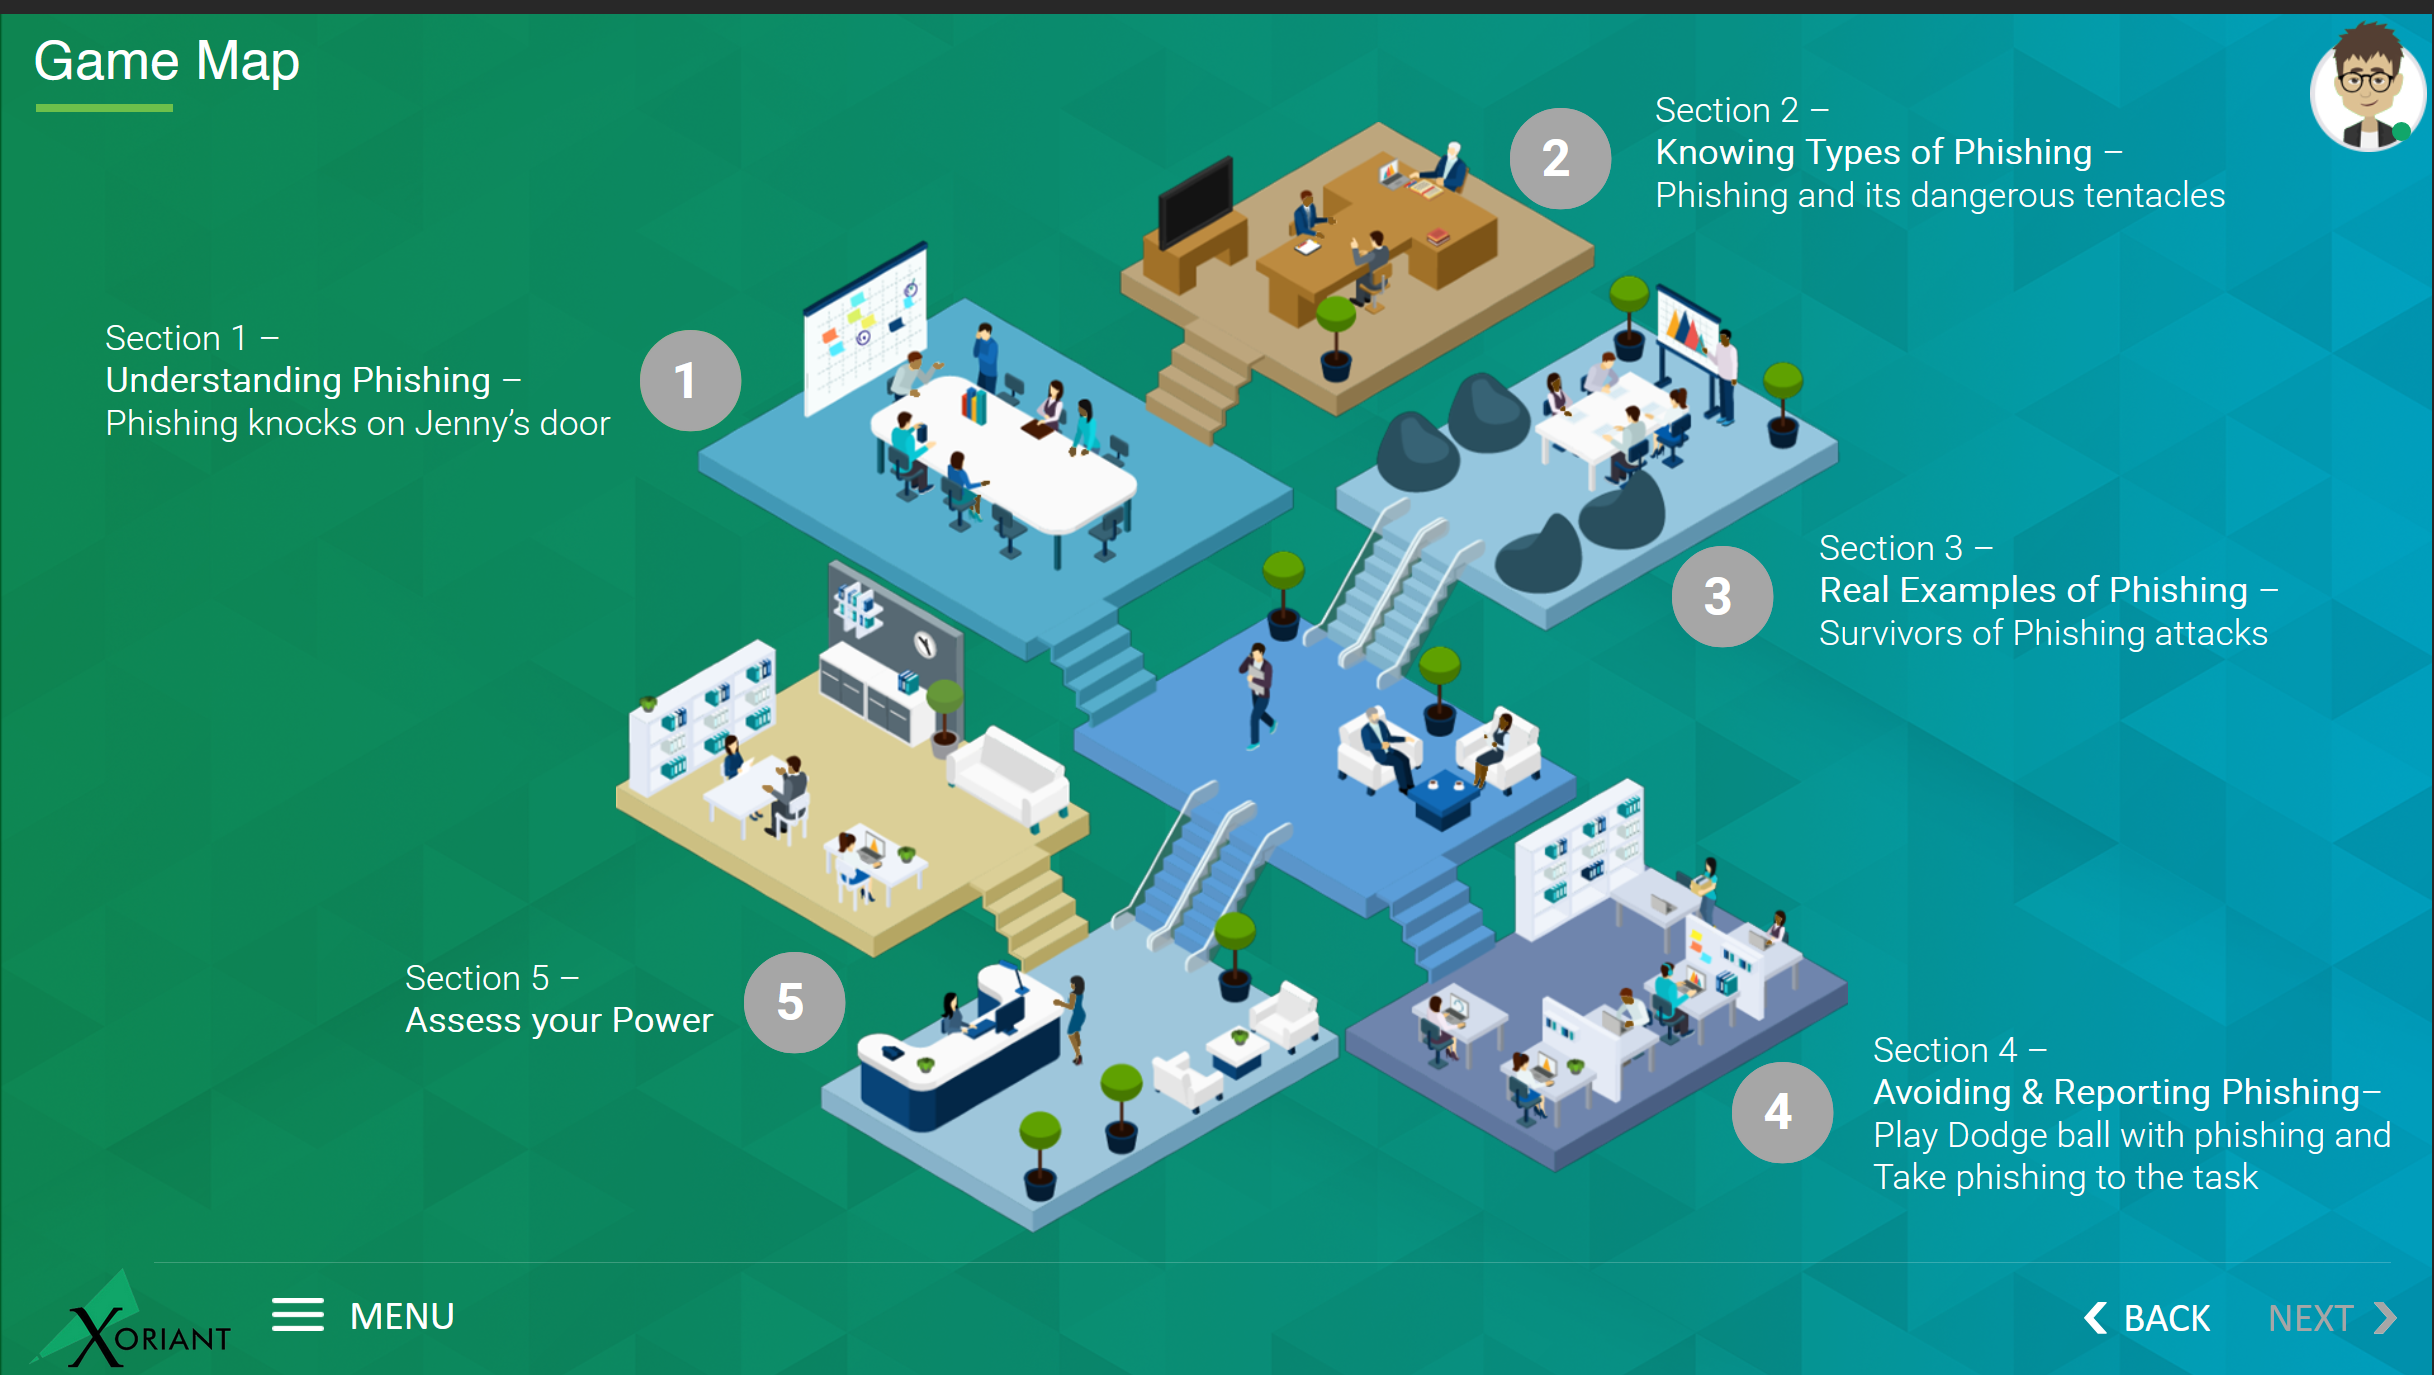 Game Map
Section 1 –
Understanding Phishing –
Phishing knocks on Jenny’s door
1
2
Section 2 –
Knowing Types of Phishing –
Phishing and its dangerous tentacles
3
Section 3 –
Real Examples of Phishing –
Survivors of Phishing attacks
Section 5 –
Assess your Power
5
4
Section 4 –
Avoiding & Reporting Phishing–
Play Dodge ball with phishing and
Take phishing to the task
XORIANT
MENU
BACK
NEXT